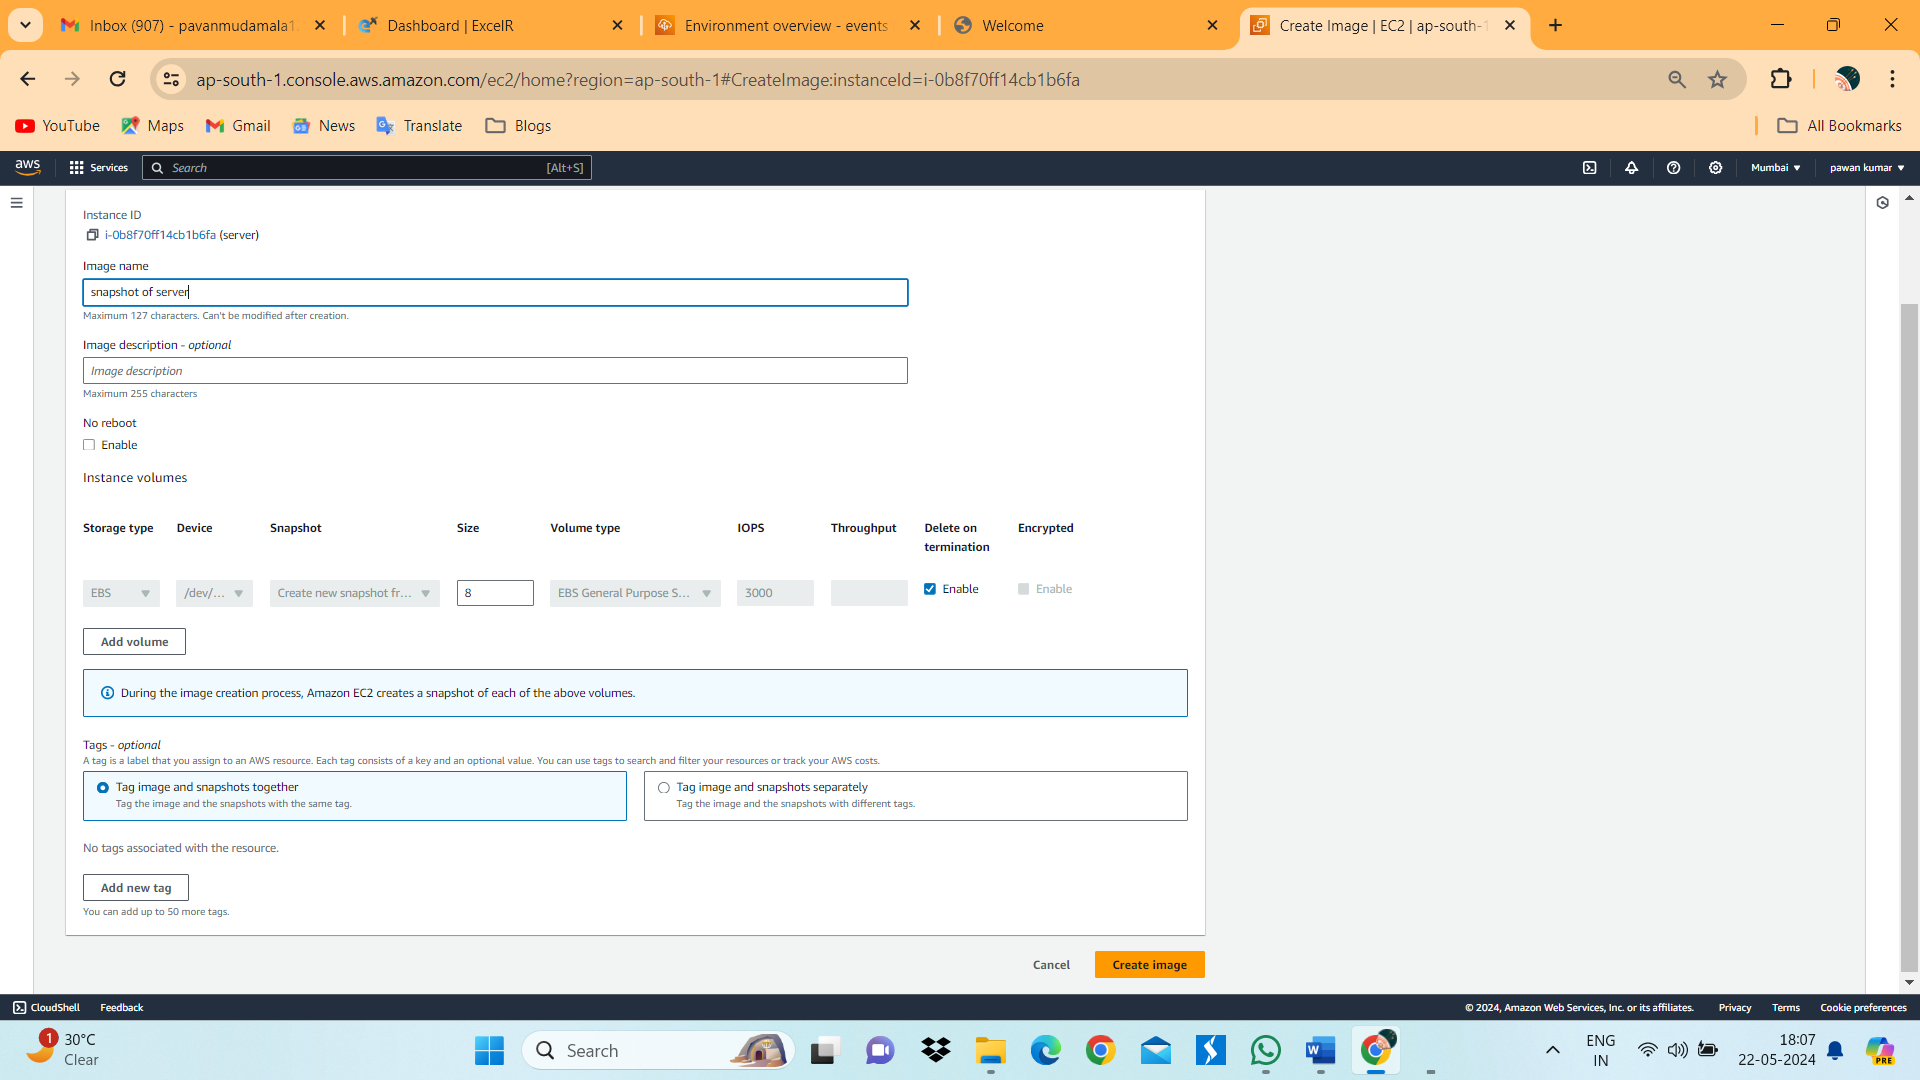 Inbox (907) - pavanmudamala1
Dashboard | ExcelR
Environment overview - events
Welcome
Create Image | EC2 | ap-south-1
ap-south-1.console.aws.amazon.com/ec2/home?region=ap-south-1#CreateImage:instanceId=i-0b8f70ff14cb1b6fa
YouTube
Maps
Gmail
News
Translate
Blogs
All Bookmarks
aws
Services
Search
[Alt+S]
Mumbai
pawan kumar
Instance ID
i-0b8f70ff14cb1b6fa (server)
Image name
snapshot of server
Maximum 127 characters. Can't be modified after creation.
Image description - optional
Image description
Maximum 255 characters
No reboot
Enable
Instance volumes
Storage type Device Snapshot Size Volume type IOPS Throughput Delete on termination Encrypted
EBS /dev/... Create new snapshot fr... 8 EBS General Purpose S... 3000 Enable Enable
Add volume
During the image creation process, Amazon EC2 creates a snapshot of each of the above volumes.
Tags - optional
A tag is a label that you assign to an AWS resource. Each tag consists of a key and an optional value. You can use tags to search and filter your resources or track your AWS costs.
Tag image and snapshots together
Tag the image and the snapshots with the same tag.
Tag image and snapshots separately
Tag the image and the snapshots with different tags.
No tags associated with the resource.
Add new tag
You can add up to 50 more tags.
Cancel
Create image
CloudShell
Feedback
© 2024, Amazon Web Services, Inc. or its affiliates.
Privacy
Terms
Cookie preferences
1
30°C
Clear
Search
ENG
IN
18:07
22-05-2024
PRE